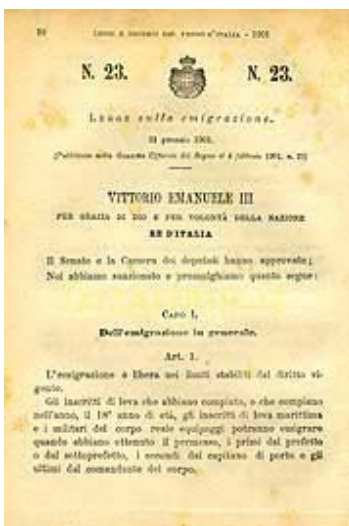 LEGGI E DECRETI DEL REGNO D'ITALIA - 1901
N. 23. N. 23.
LEGGE sulla emigrazione.
31 gennaio 1901.
(Pubblicata nella Gazzetta Ufficiale del Regno il 4 febbraio 1901, n. 29)
VITTORIO EMANUELE III
PER GRAZIA DI DIO E PER VOLONTÀ DELLA NAZIONE
RE D'ITALIA
Il Senato e la Camera dei deputati hanno approvato;
Noi abbiamo sanzionato e promulghiamo quanto segue:
CAPO I.
Dell'emigrazione in generale.
Art. 1.
L'emigrazione è libera nei limiti stabiliti dal diritto vi-
gente.
Gli inscritti di leva che abbiano compiuto, o che compiano
nell'anno, il 18° anno di età, gli inscritti di leva marittima
e i militari del corpo reale equipaggi potranno emigrare
quando abbiano ottenuto il permesso, i primi dal prefetto
o dal sottoprefetto, i secondi dal capitano di porto e gli
ultimi dal comandante del corpo.